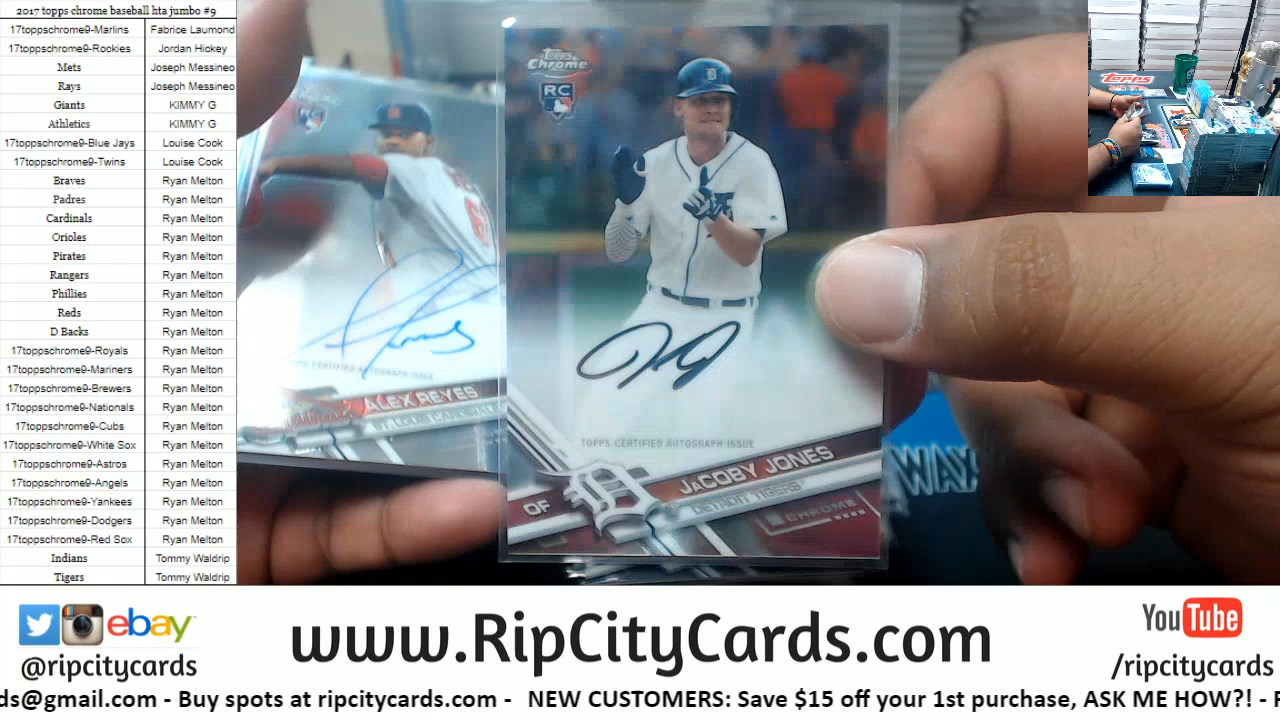 2017 topps chrome baseball hta jumbo #9
17toppschrome9-Marlins Fabrice Laumond
17toppschrome9-Rockies Jordan Hickey
Mets Joseph Messineo
Rays Joseph Messineo
Giants KIMMY G
Athletics KIMMY G
17toppschrome9-Blue Jays Louise Cook
17toppschrome9-Twins Louise Cook
Braves Ryan Melton
Padres Ryan Melton
Cardinals Ryan Melton
Orioles Ryan Melton
Pirates Ryan Melton
Rangers Ryan Melton
Phillies Ryan Melton
Reds Ryan Melton
D Backs Ryan Melton
17toppschrome9-Royals Ryan Melton
17toppschrome9-Mariners Ryan Melton
17toppschrome9-Brewers Ryan Melton
17toppschrome9-Nationals Ryan Melton
17toppschrome9-Cubs Ryan Melton
17toppschrome9-White Sox Ryan Melton
17toppschrome9-Astros Ryan Melton
17toppschrome9-Angels Ryan Melton
17toppschrome9-Yankees Ryan Melton
17toppschrome9-Dodgers Ryan Melton
17toppschrome9-Red Sox Ryan Melton
Indians Tommy Waldrip
Tigers Tommy Waldrip
Topps
Chrome
RC
TOPPS CERTIFIED AUTOGRAPH ISSUE
OF
JaCOBY JONES
DETROIT TIGERS
CHROME
CERTIFIED AUTOGRAPH ISSUE
ALEX REYES
ST. LOUIS CARDINALS
WAY
topps
ebay
@ripcitycards
www.RipCityCards.com
YouTube
/ripcitycards
ds@gmail.com - Buy spots at ripcitycards.com - NEW CUSTOMERS: Save $15 off your 1st purchase, ASK ME HOW?! -